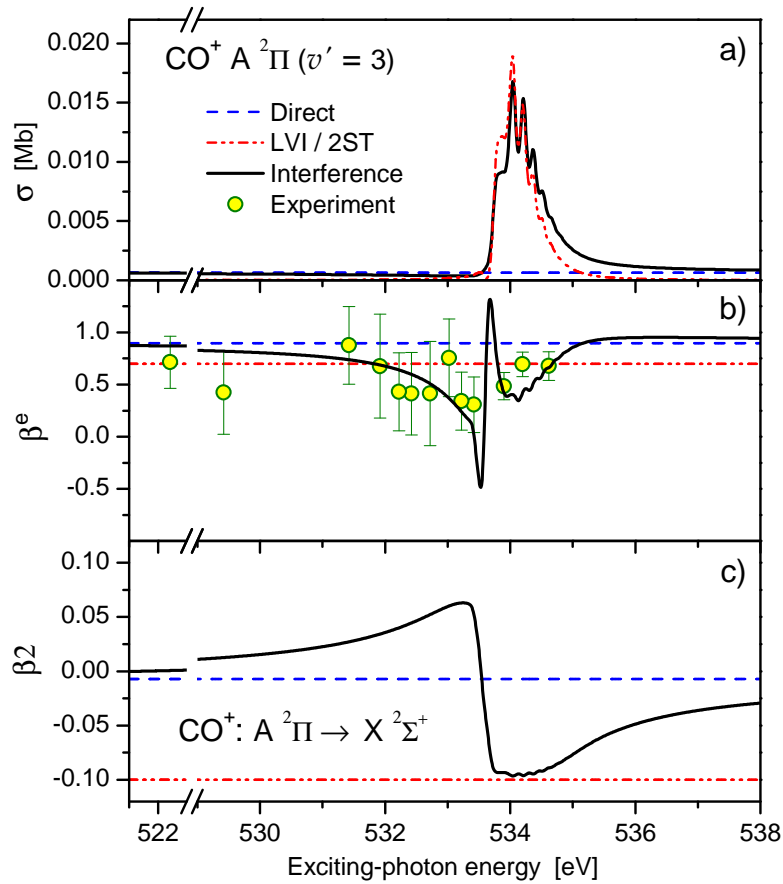 CO⁺ A ²Π (v′ = 3)
a)
Direct
LVI / 2ST
Interference
Experiment
σ [Mb]
0.020
0.015
0.010
0.005
0.000
b)
βᵉ
1.0
0.5
0.0
-0.5
c)
β2
0.10
0.05
0.00
-0.05
-0.10
CO⁺: A ²Π → X ²Σ⁺
522 530 532 534 536 538
Exciting-photon energy [eV]